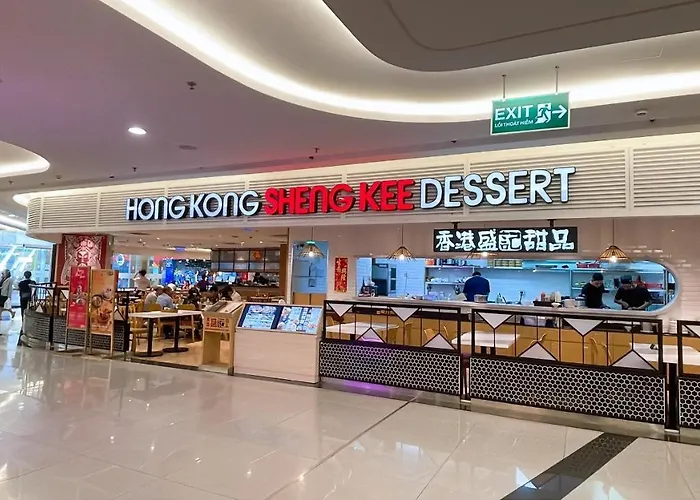 EXIT
LỐI THOÁT HIỂM
HONG KONG SHENG KEE DESSERT
香港盛記甜品